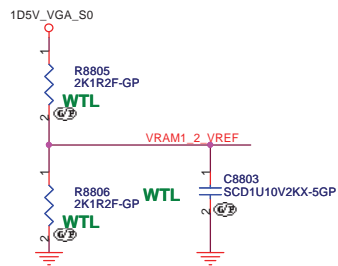 1D5V_VGA_S0
1
R8805
2K1R2F-GP
WTL
2
G/P
VRAM1_2_VREF
1
R8806
2K1R2F-GP
WTL
2
G/P
WTL
1
C8803
SCD1U10V2KX-5GP
2
G/P